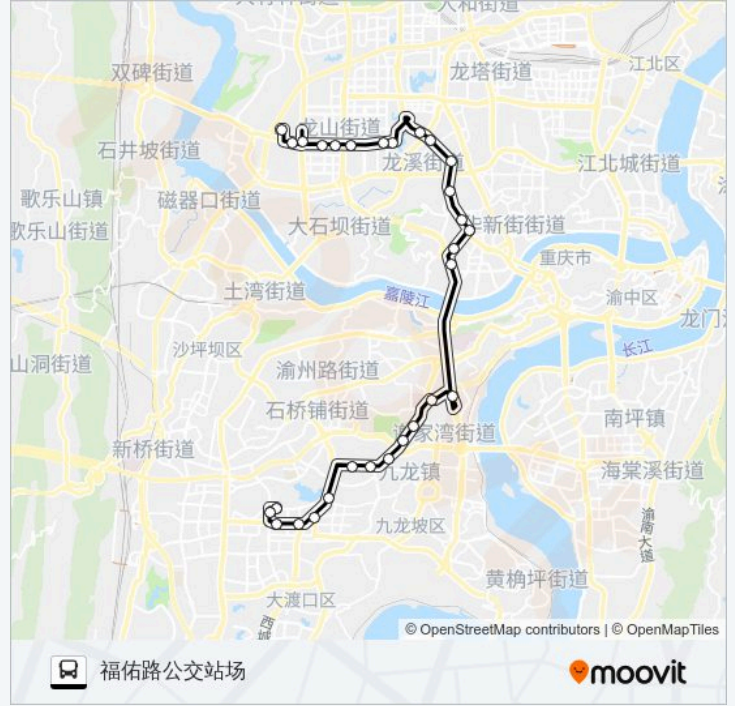 人和街道
双碑街道
龙塔街道
江北区
龙山街道
石井坡街道
龙溪街道
江北城街道
歌乐山镇
磁器口街道
歌乐山街道
大石坝街道
华新街街道
重庆市
土湾街道
嘉陵江
渝中区
龙门
沙坪坝区
长江
山洞街道
渝州路街道
石桥铺街道
南坪镇
谢家湾街道
新桥街道
九龙镇
海棠溪街道
渝南大道
九龙坡区
黄桷坪街道
大渡口区
西城
© OpenStreetMap contributors | © OpenMapTiles
福佑路公交站场
moovit